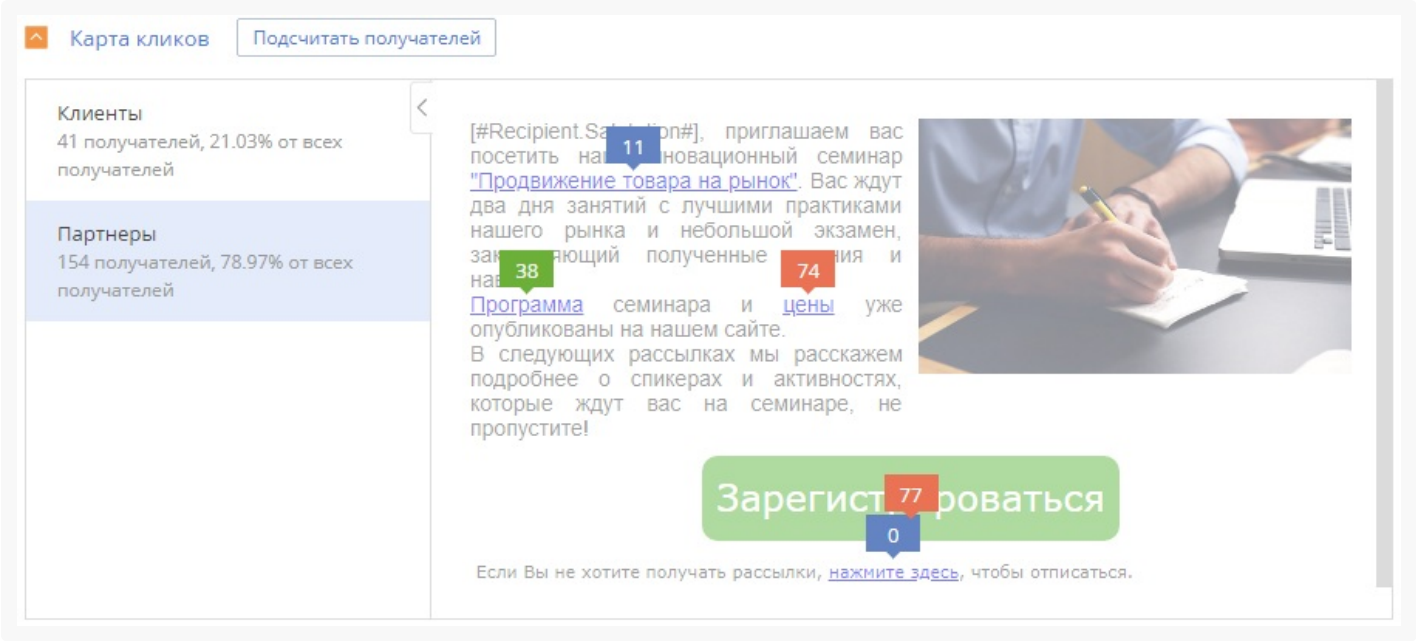 Карта кликов
Подсчитать получателей
Клиенты
41 получателей, 21.03% от всех
получателей
Партнеры
154 получателей, 78.97% от всех
получателей
[#Recipient. #], приглашаем вас
11
посетить новационный семинар
"Продвижение товара на рынок". Вас ждут
два дня занятий с лучшими практиками
нашего рынка и небольшой экзамен,
полученные и
38
74
Программа семинара и цены уже
опубликованы на нашем сайте.
В следующих рассылках мы расскажем
подробнее о спикерах и активностях,
которые ждут вас на семинаре, не
пропустите!
Зарегистрироваться
77
0
Если Вы не хотите получать рассылки, нажмите здесь, чтобы отписаться.